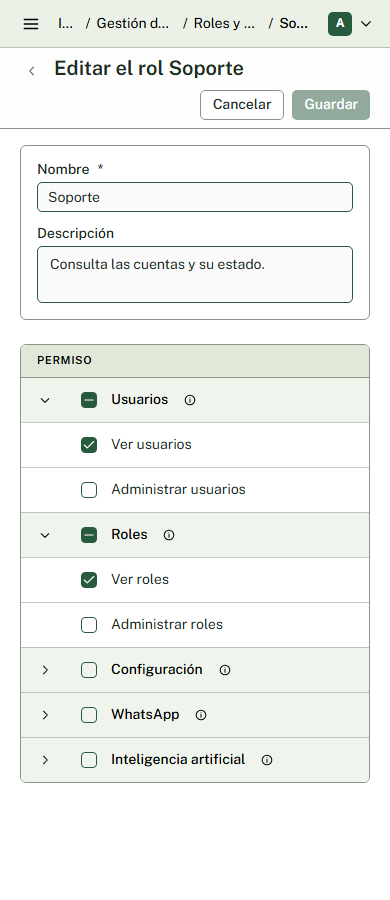 I... / Gestión d... / Roles y ... / So... A
Editar el rol Soporte
Cancelar Guardar
Nombre *
Soporte
Descripción
Consulta las cuentas y su estado.
PERMISO
Usuarios
Ver usuarios
Administrar usuarios
Roles
Ver roles
Administrar roles
Configuración
WhatsApp
Inteligencia artificial